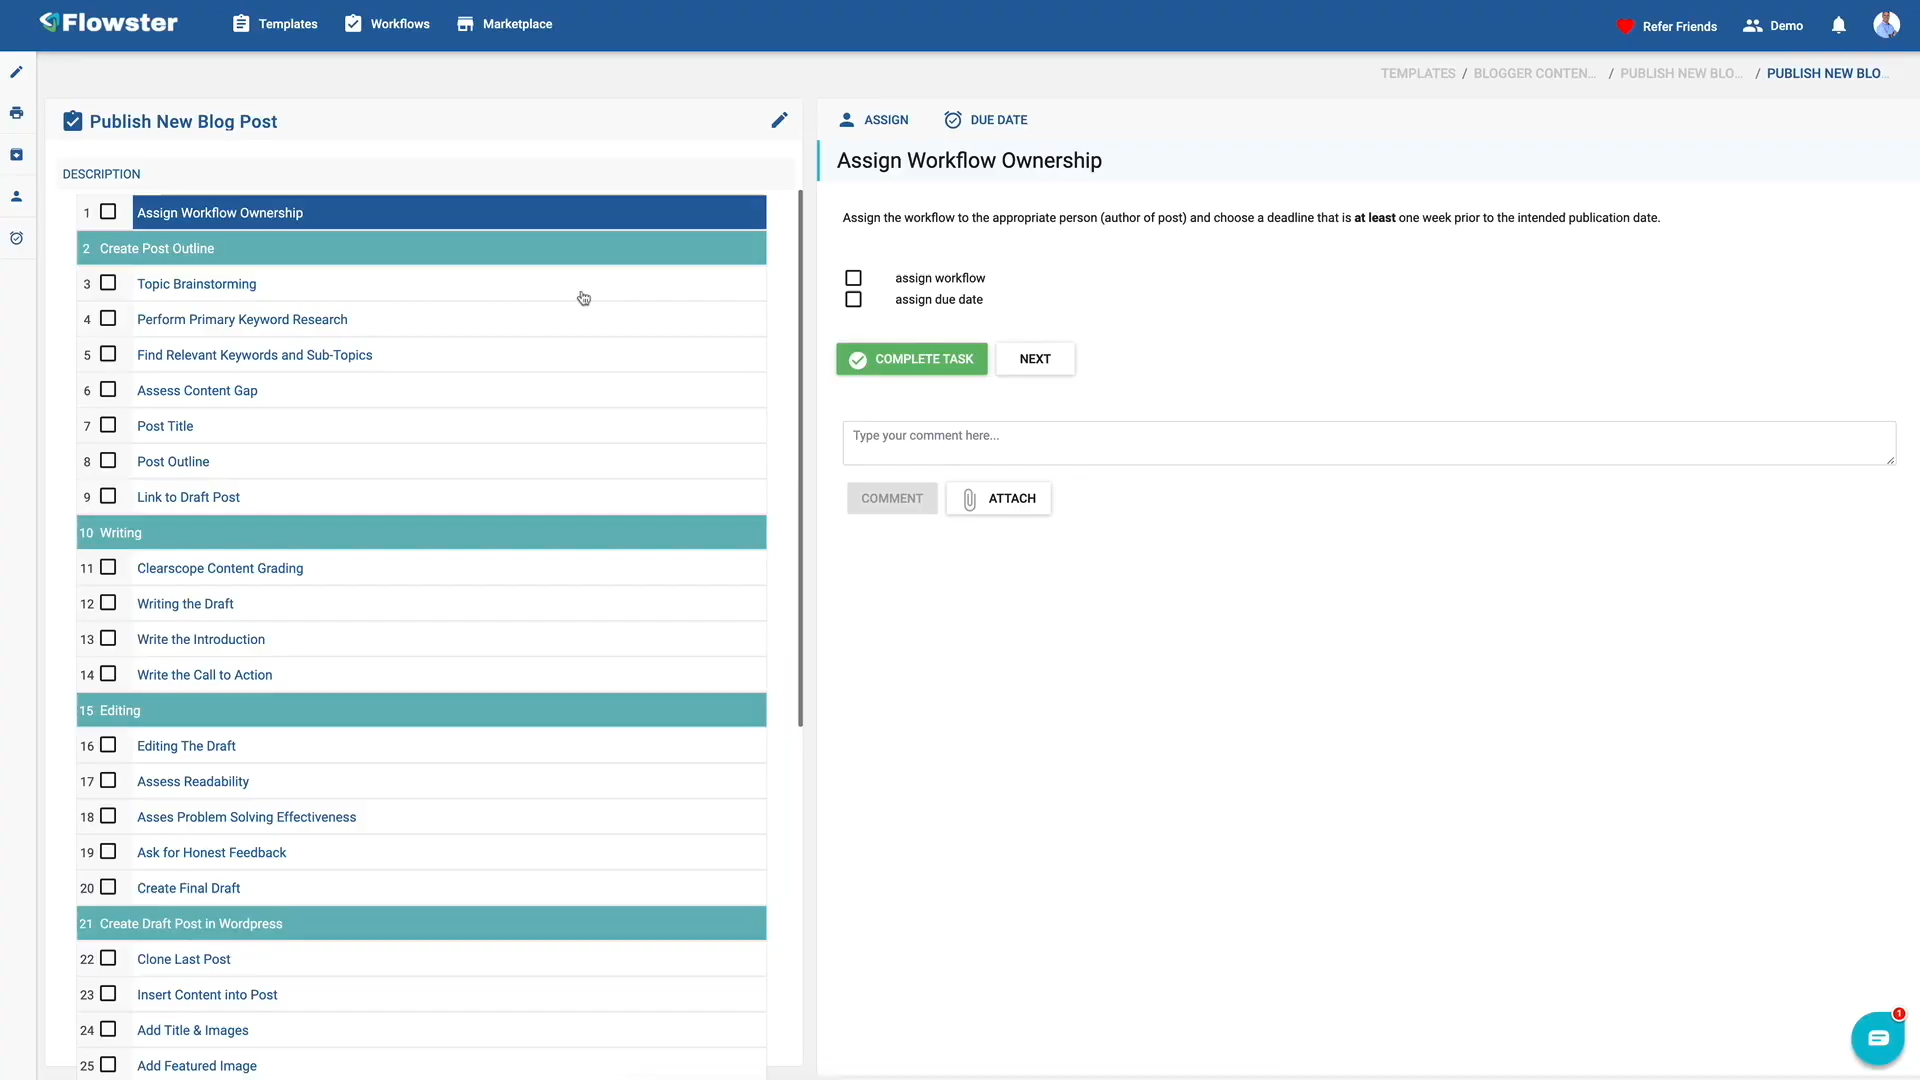 Flowster
Templates
Workflows
Marketplace
Refer Friends
Demo
TEMPLATES / BLOGGER CONTEN... / PUBLISH NEW BLO... / PUBLISH NEW BLO...
Publish New Blog Post
DESCRIPTION
1 Assign Workflow Ownership
2 Create Post Outline
3 Topic Brainstorming
4 Perform Primary Keyword Research
5 Find Relevant Keywords and Sub-Topics
6 Assess Content Gap
7 Post Title
8 Post Outline
9 Link to Draft Post
10 Writing
11 Clearscope Content Grading
12 Writing the Draft
13 Write the Introduction
14 Write the Call to Action
15 Editing
16 Editing The Draft
17 Assess Readability
18 Asses Problem Solving Effectiveness
19 Ask for Honest Feedback
20 Create Final Draft
21 Create Draft Post in Wordpress
22 Clone Last Post
23 Insert Content into Post
24 Add Title & Images
25 Add Featured Image
ASSIGN
DUE DATE
Assign Workflow Ownership
Assign the workflow to the appropriate person (author of post) and choose a deadline that is at least one week prior to the intended publication date.
assign workflow
assign due date
COMPLETE TASK
NEXT
Type your comment here...
COMMENT
ATTACH
1